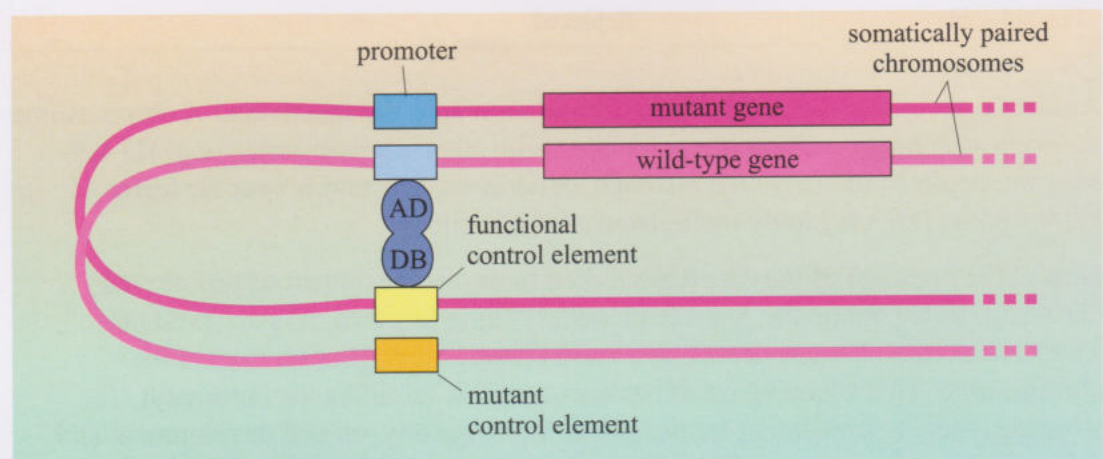 promoter
somatically paired
chromosomes
mutant gene
wild-type gene
AD
DB
functional
control element
mutant
control element